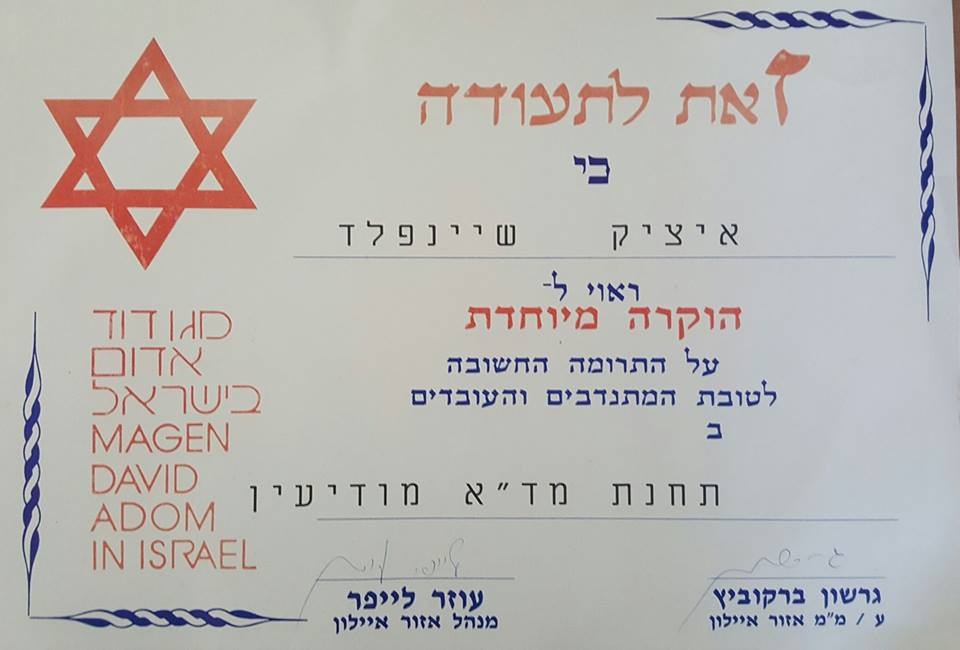 זאת לתעודה
כי
איציק שיינפלד
ראוי ל-
הוקרה מיוחדת
על התרומה החשובה
לטובת המתנדבים והעובדים
ב
תחנת מד"א מודיעין
גרשון ברקוביץ
ע / מ"מ אזור איילון
עוזר לייפר
מנהל אזור איילון
מגן דוד
אדום
בישראל
MAGEN
DAVID
ADOM
IN ISRAEL